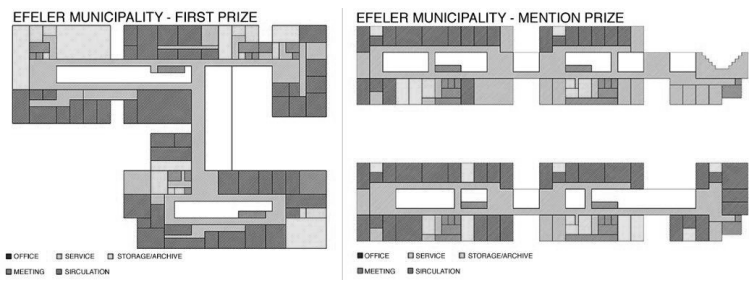 EFELER MUNICIPALITY - FIRST PRIZE
OFFICE SERVICE STORAGE/ARCHIVE
MEETING SIRCULATION
EFELER MUNICIPALITY - MENTION PRIZE
OFFICE SERVICE STORAGE/ARCHIVE
MEETING SIRCULATION